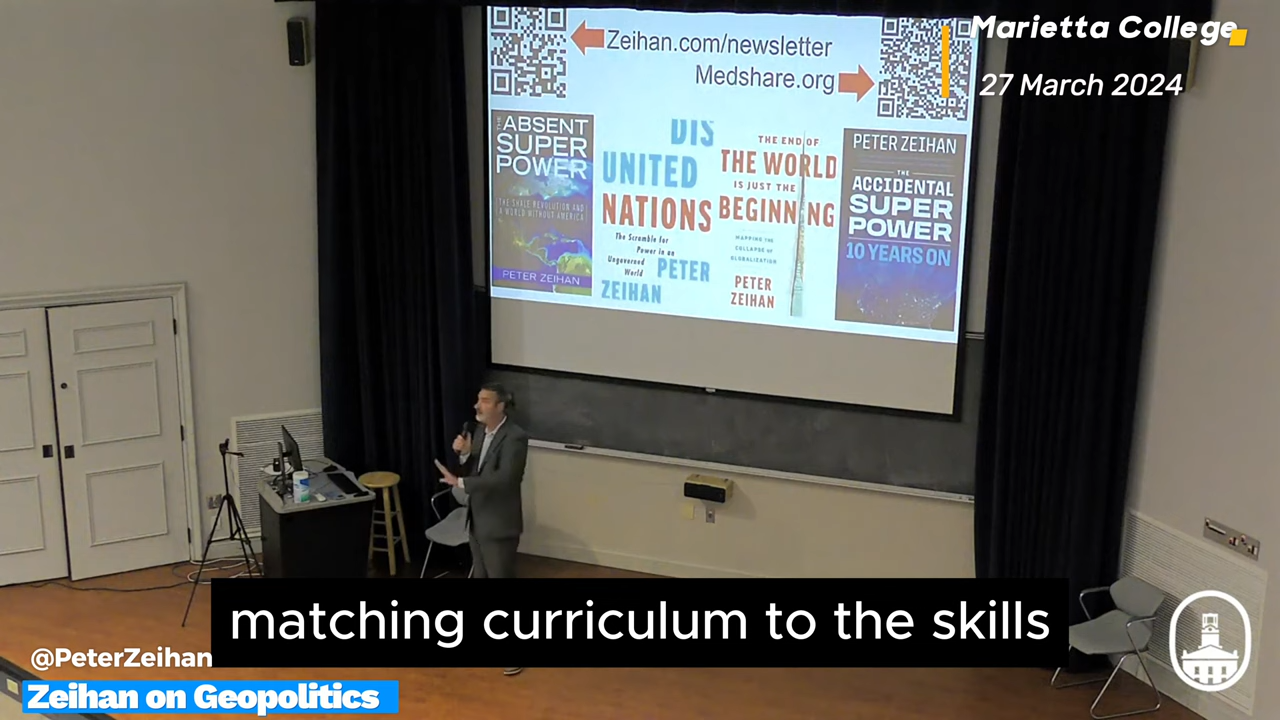 Zeihan.com/newsletter
Medshare.org
Marietta College
27 March 2024
THE
ABSENT
SUPER
POWER
THE SHALE REVOLUTION AND
A WORLD WITHOUT AMERICA
PETER ZEIHAN
DIS
UNITED
NATIONS
The Scramble for
Power in an
Ungoverned
World
PETER
ZEIHAN
THE END OF
THE WORLD
IS JUST THE
BEGINNING
MAPPING THE
COLLAPSE OF
GLOBALIZATION
PETER
ZEIHAN
PETER ZEIHAN
THE
ACCIDENTAL
SUPER
POWER
10 YEARS ON
matching curriculum to the skills
@PeterZeihan
Zeihan on Geopolitics